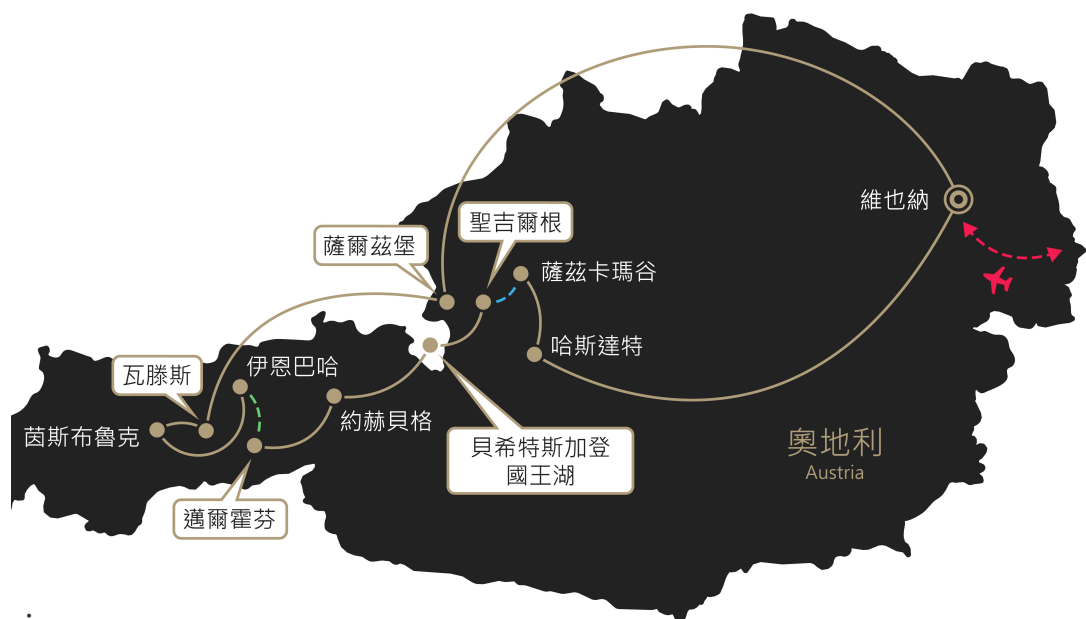 維也納
聖吉爾根
薩爾茲堡
薩茲卡瑪谷
哈斯達特
伊恩巴哈
瓦滕斯
約赫貝格
茵斯布魯克
貝希特斯加登
國王湖
奧地利
Austria
邁爾霍芬